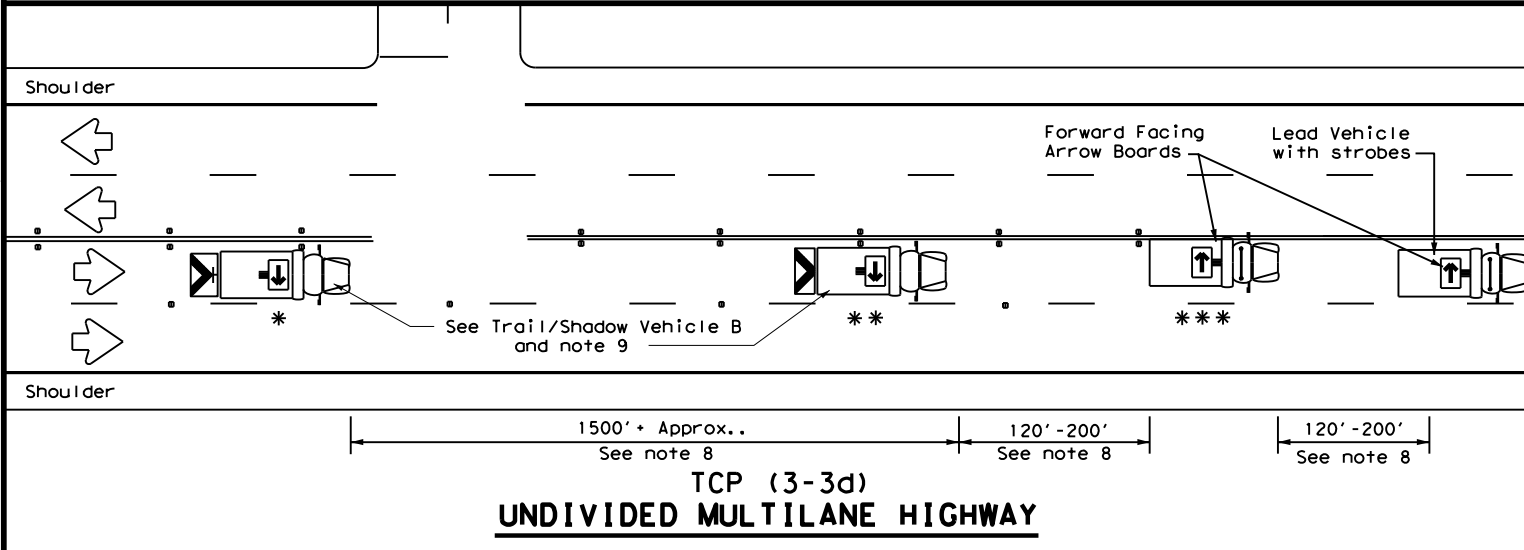 Shoulder
Forward Facing
Arrow Boards
Lead Vehicle
with strobes
*
**
***
See Trail/Shadow Vehicle B
and note 9
Shoulder
1500'+ Approx..
See note 8
120'-200'
See note 8
120'-200'
See note 8
TCP (3-3d)
UNDIVIDED MULTILANE HIGHWAY